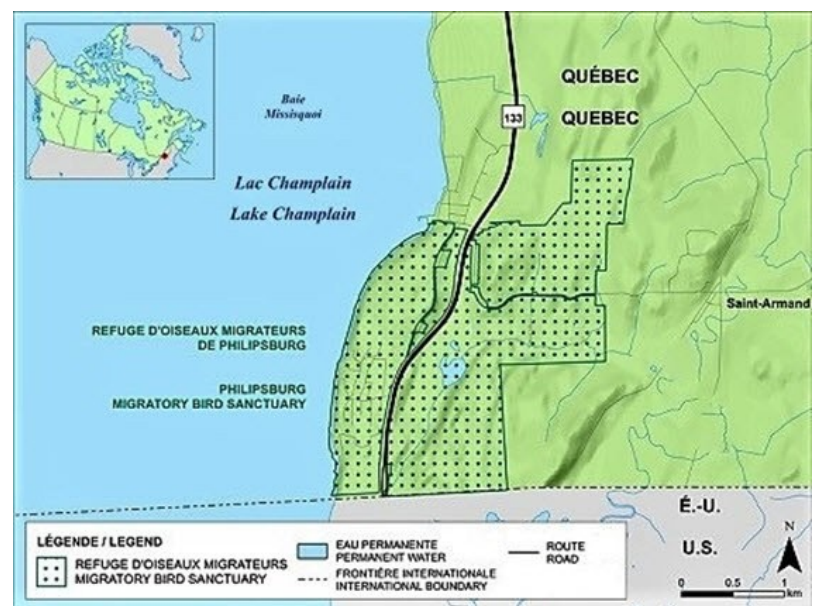 QUÉBEC
QUEBEC
Baie
Missisquoi
133
Lac Champlain
Lake Champlain
Saint-Armand
REFUGE D'OISEAUX MIGRATEURS
DE PHILIPSBURG
PHILIPSBURG
MIGRATORY BIRD SANCTUARY
É.-U.
U.S.
N
0 0.5 1
km
LÉGENDE / LEGEND
REFUGE D'OISEAUX MIGRATEURS
MIGRATORY BIRD SANCTUARY
EAU PERMANENTE
PERMANENT WATER
FRONTIÈRE INTERNATIONALE
INTERNATIONAL BOUNDARY
ROUTE
ROAD